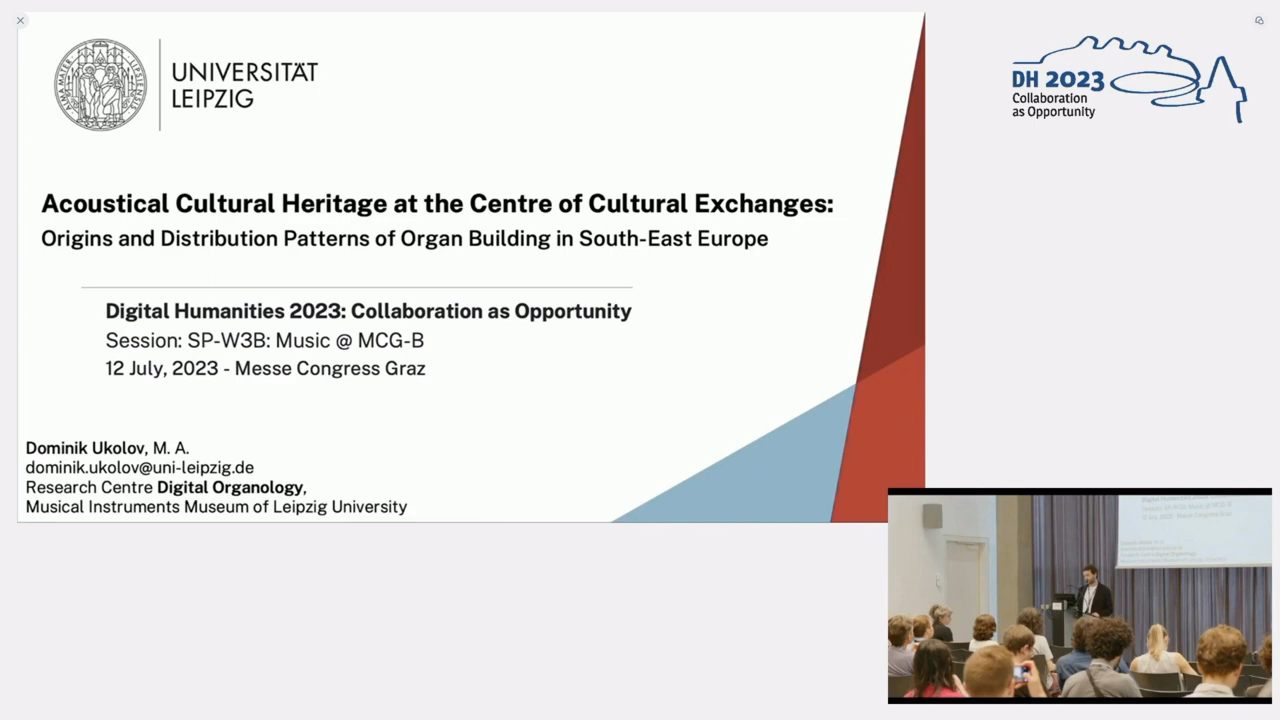 UNIVERSITÄT
LEIPZIG
DH 2023
Collaboration
as Opportunity
Acoustical Cultural Heritage at the Centre of Cultural Exchanges:
Origins and Distribution Patterns of Organ Building in South-East Europe
Digital Humanities 2023: Collaboration as Opportunity
Session: SP-W3B: Music @ MCG-B
12 July, 2023 - Messe Congress Graz
Dominik Ukolov, M. A.
dominik.ukolov@uni-leipzig.de
Research Centre Digital Organology,
Musical Instruments Museum of Leipzig University